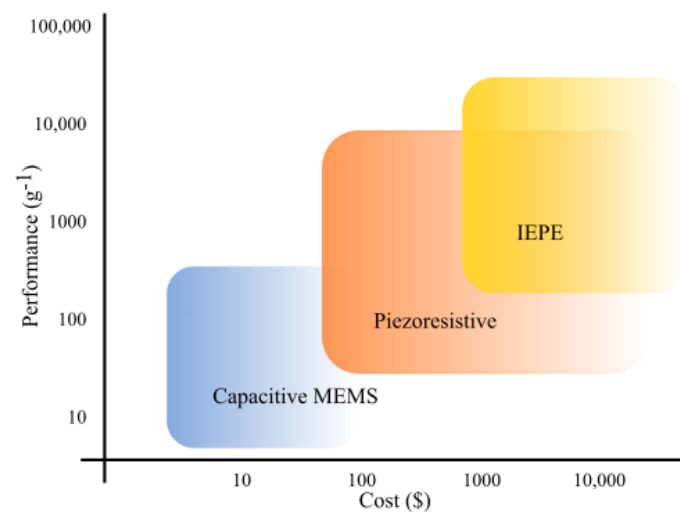 100,000
10,000
1000
100
10
Performance (g⁻¹)
IEPE
Piezoresistive
Capacitive MEMS
10 100 1000 10,000
Cost ($)